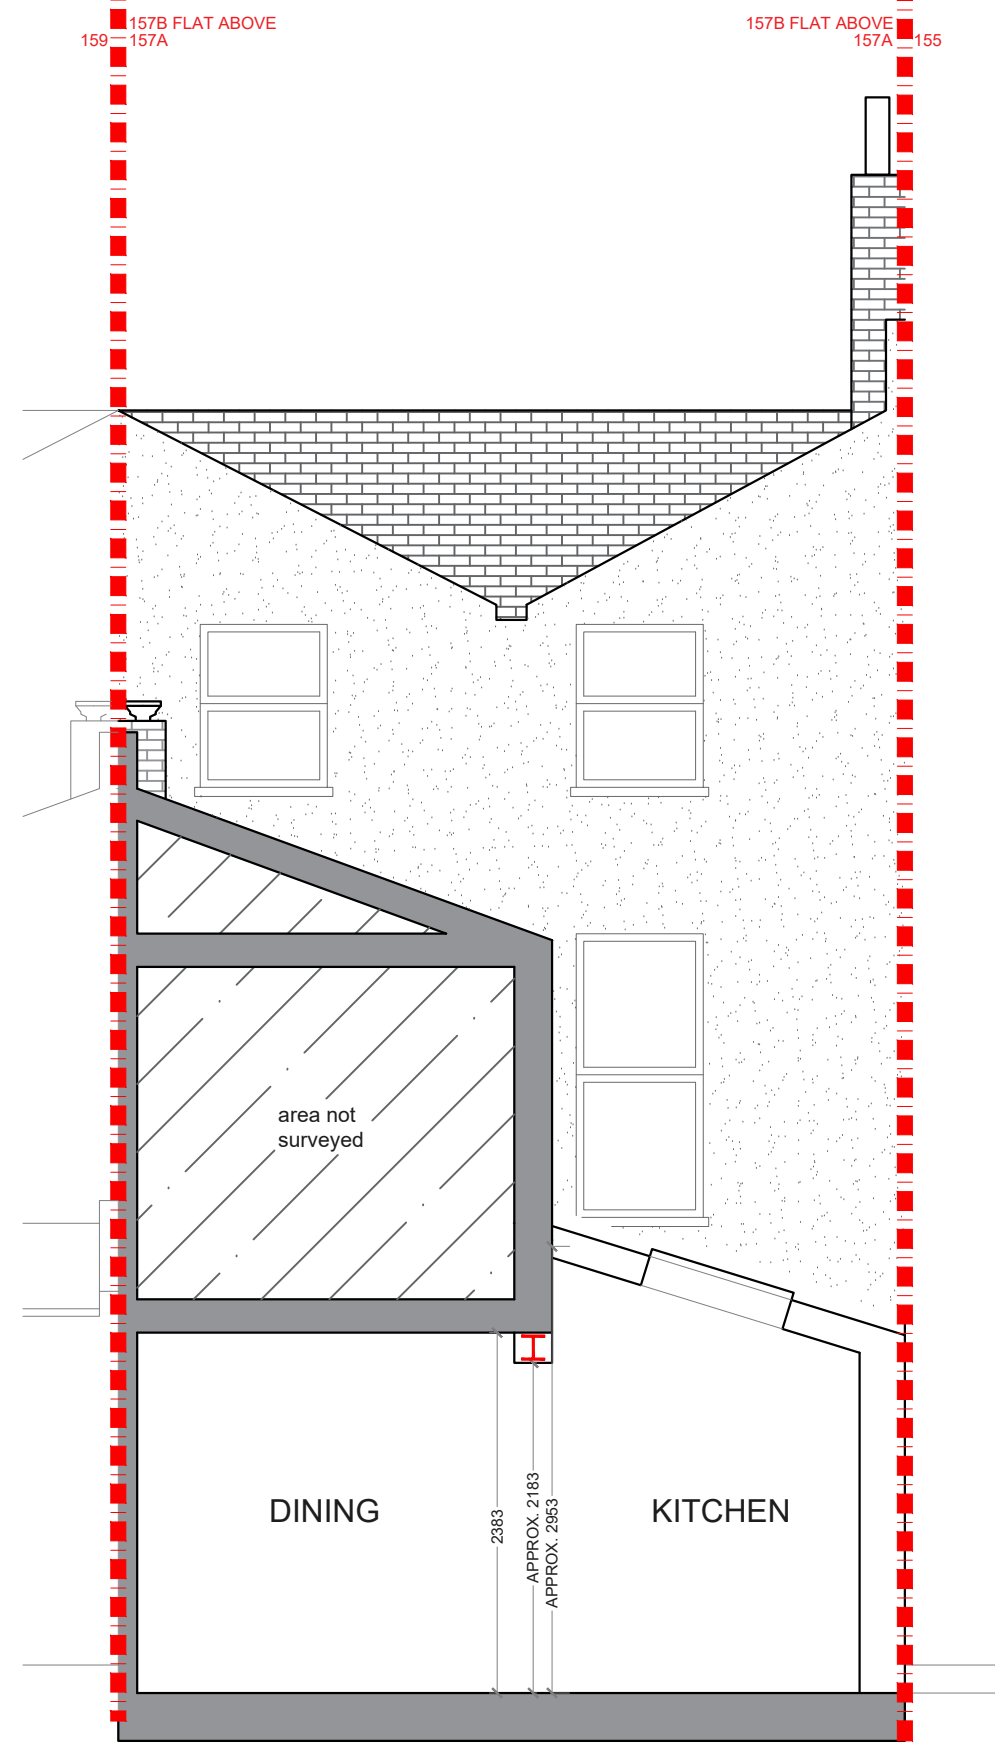 157B FLAT ABOVE
159 157A
157B FLAT ABOVE
157A 155
area not
surveyed
DINING
KITCHEN
2383
APPROX. 2183
APPROX. 2953